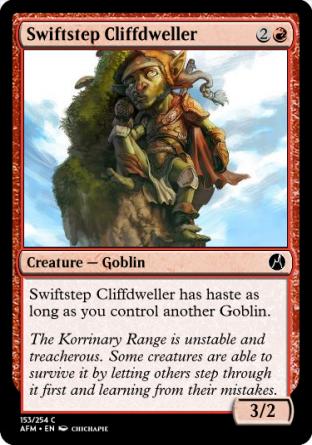 Swiftstep Cliffdweller 2
Creature — Goblin
Swiftstep Cliffdweller has haste as
long as you control another Goblin.
The Korrinary Range is unstable and
treacherous. Some creatures are able to
survive it by letting others step through
it first and learning from their mistakes.
3/2
153/254 C
AFM • EN CHICHAPIE